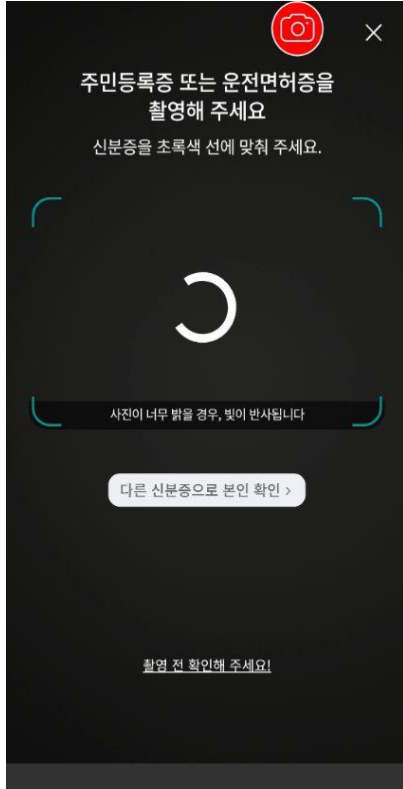 주민등록증 또는 운전면허증을
촬영해 주세요
신분증을 초록색 선에 맞춰 주세요.
사진이 너무 밝을 경우, 빛이 반사됩니다
다른 신분증으로 본인 확인 >
촬영 전 확인해 주세요!